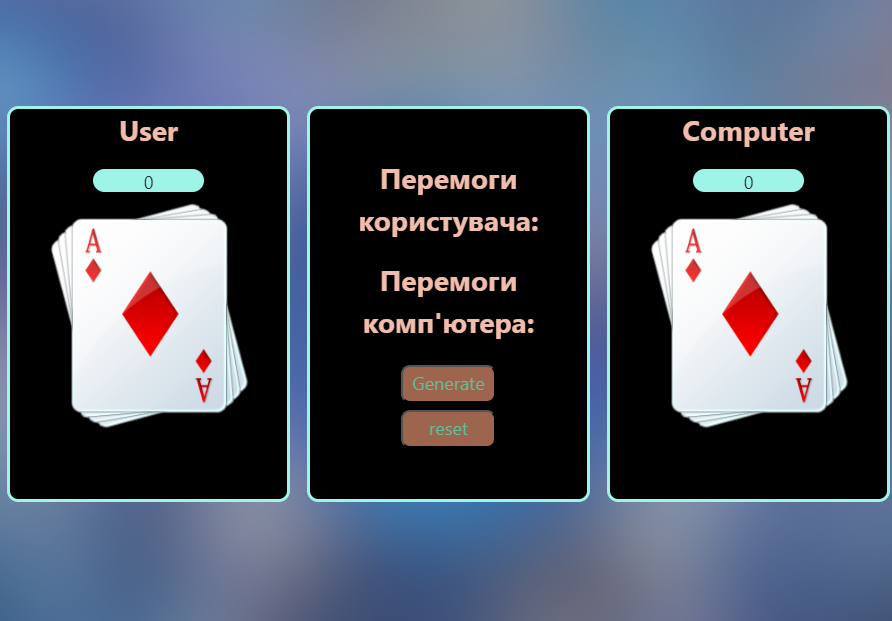 User
0
A
A
Перемоги
користувача:
Перемоги
комп'ютера:
Generate
reset
Computer
0
A
A